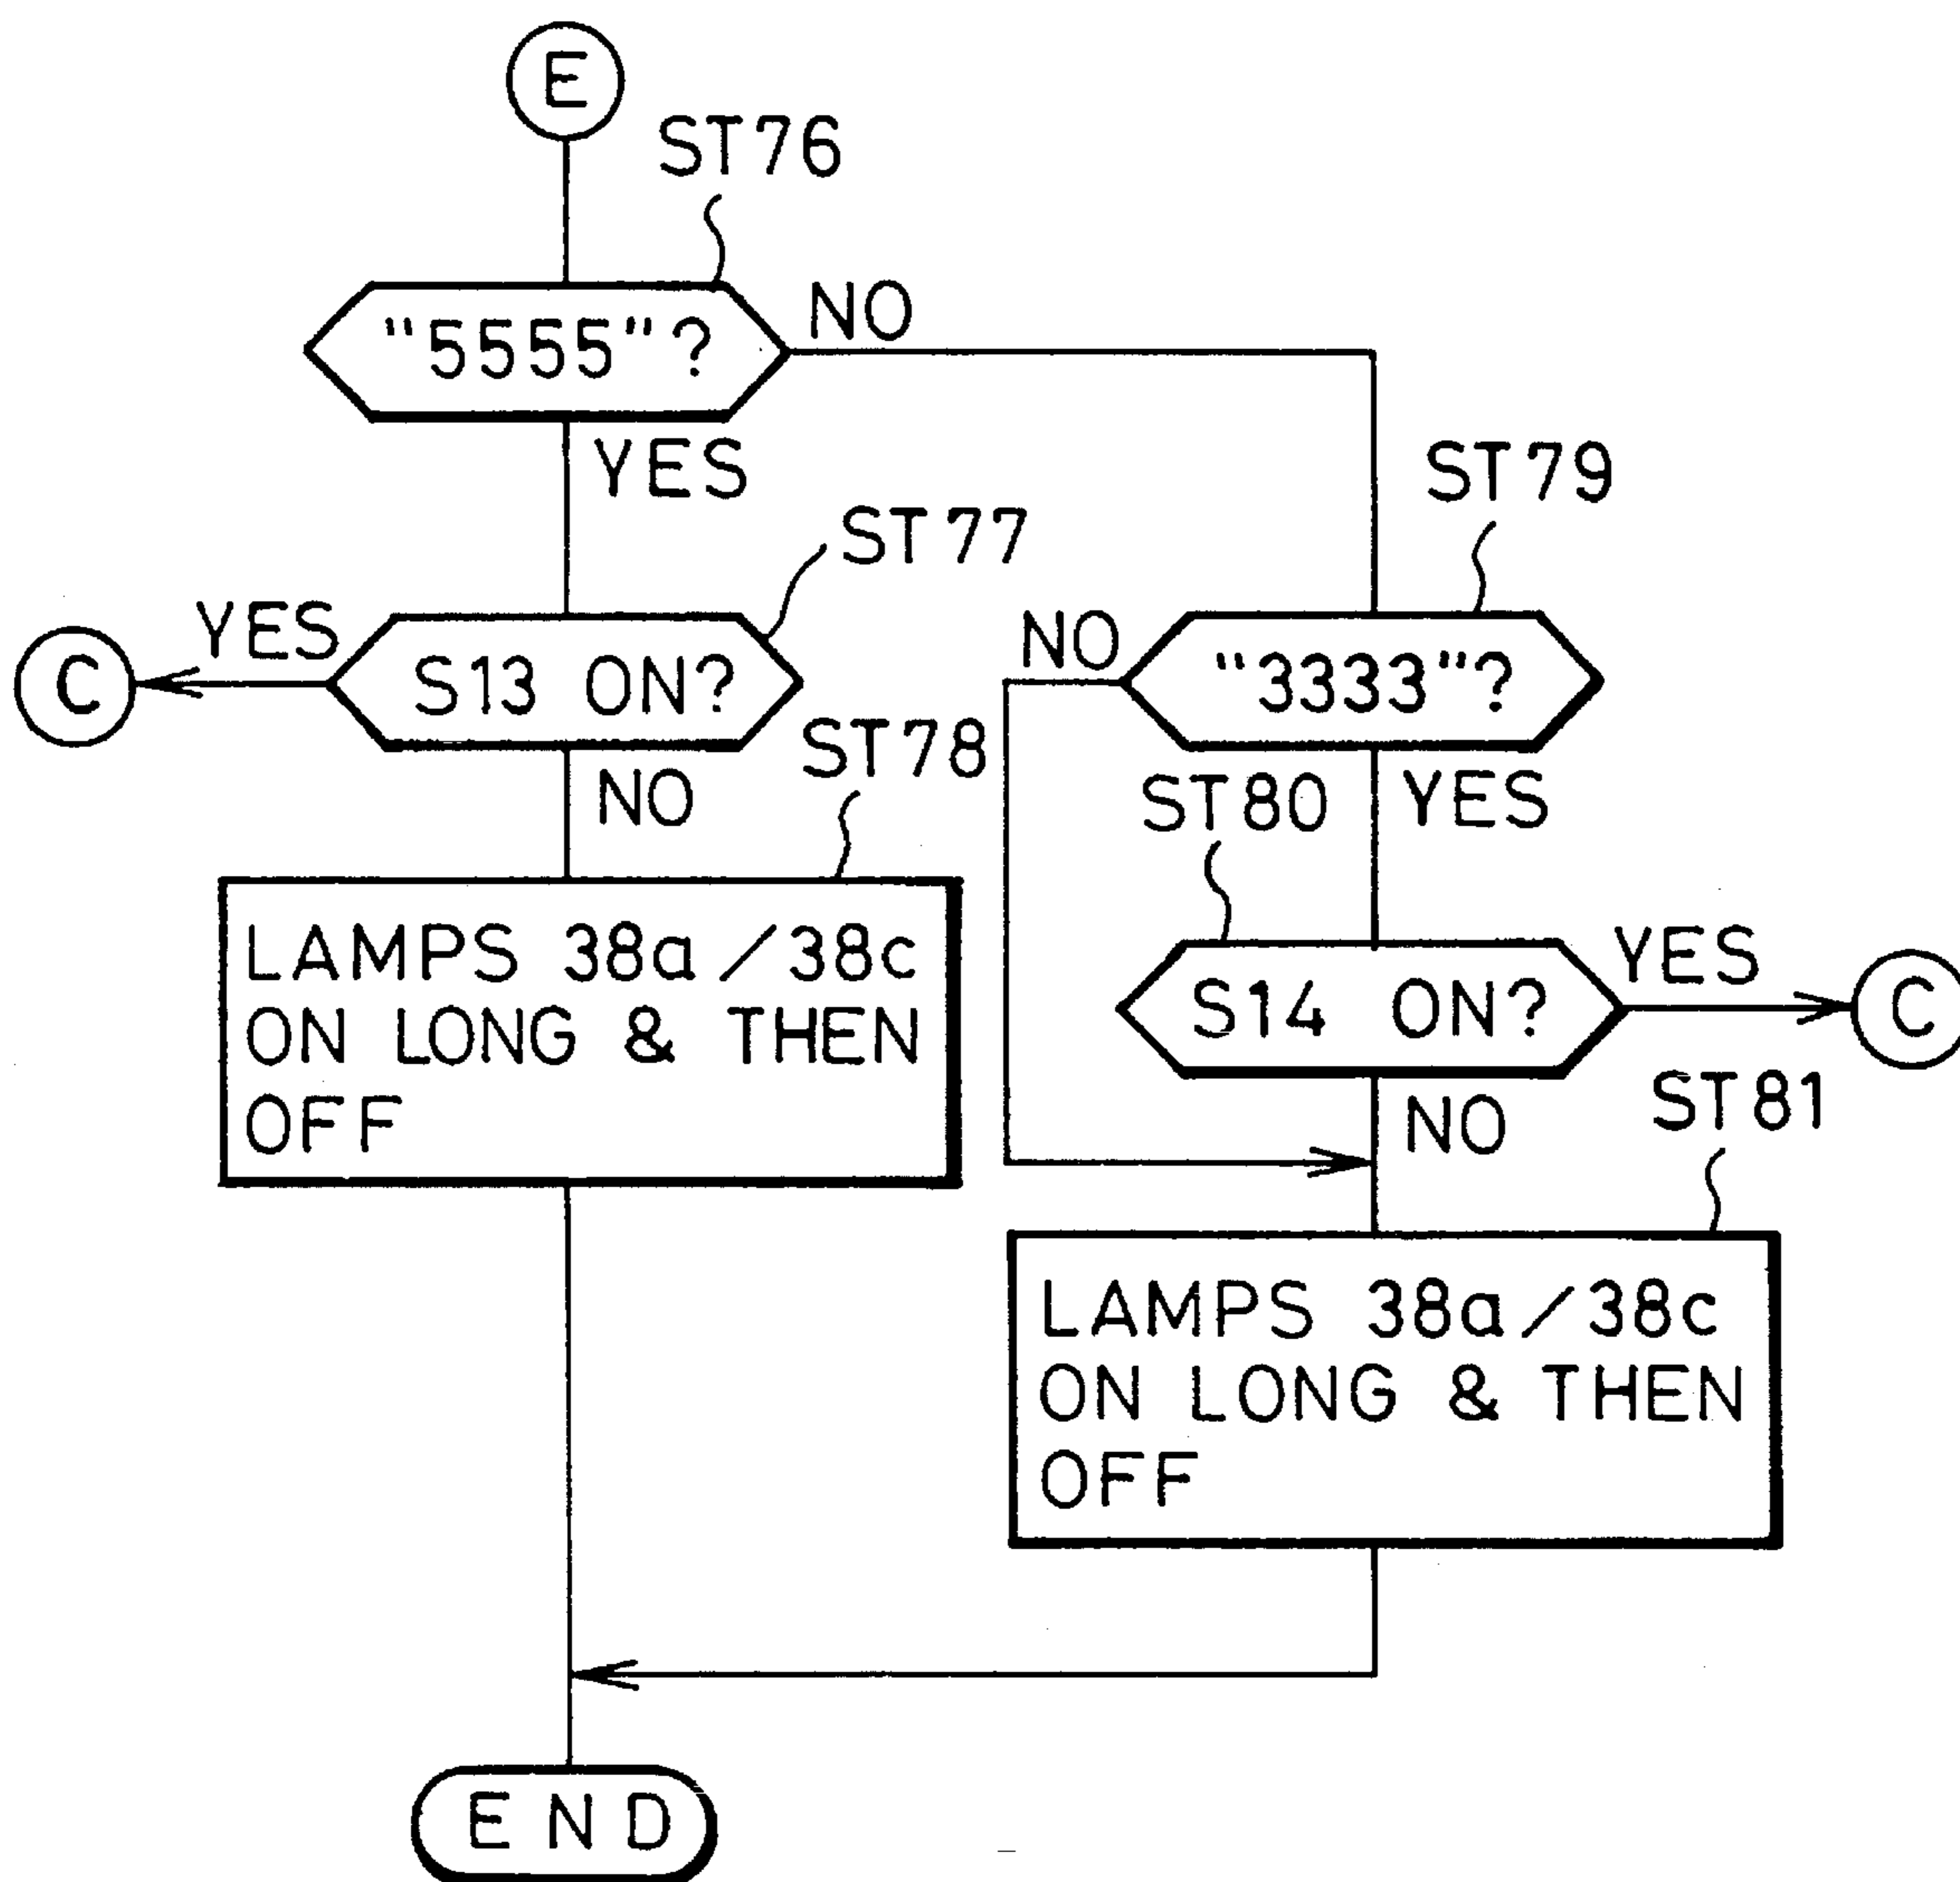 E
ST76
"5555"?
NO
YES
ST77
YES
C
S13 ON?
NO
ST78
LAMPS 38a/38c
ON LONG & THEN
OFF
ST79
NO
"3333"?
ST80
YES
S14 ON?
YES
C
NO
ST81
LAMPS 38a/38c
ON LONG & THEN
OFF
END